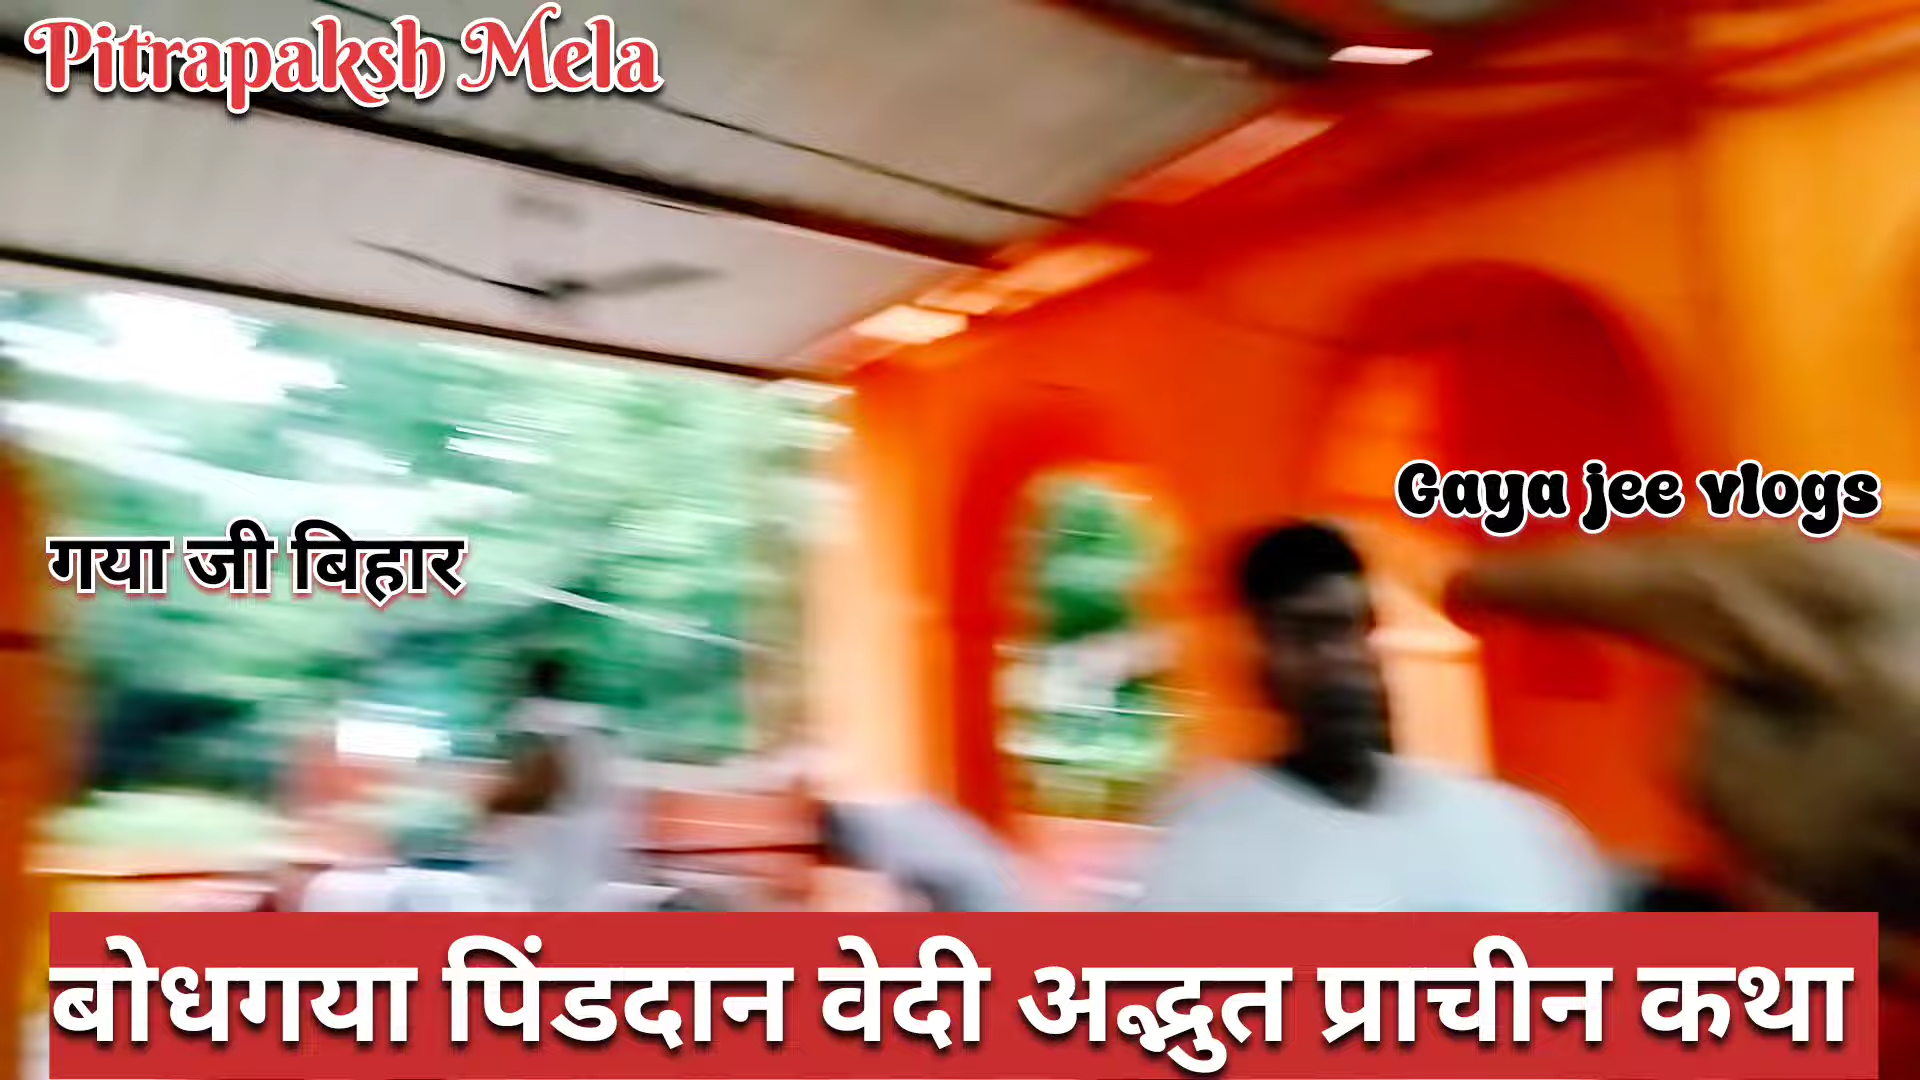 Pitrapaksh Mela
Gaya jee vlogs
गया जी बिहार
बोधगया पिंडदान वेदी अद्भुत प्राचीन कथा